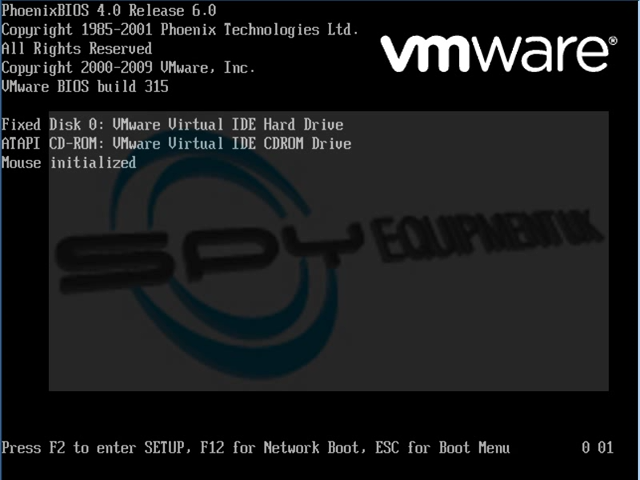 PhoenixBIOS 4.0 Release 6.0
Copyright 1985-2001 Phoenix Technologies Ltd.
All Rights Reserved
Copyright 2000-2009 VMware, Inc.
VMware BIOS build 315
vmware®
Fixed Disk 0: VMware Virtual IDE Hard Drive
ATAPI CD-ROM: VMware Virtual IDE CDROM Drive
Mouse initialized
SPY EQUIPMENT UK
Press F2 to enter SETUP, F12 for Network Boot, ESC for Boot Menu 0 01